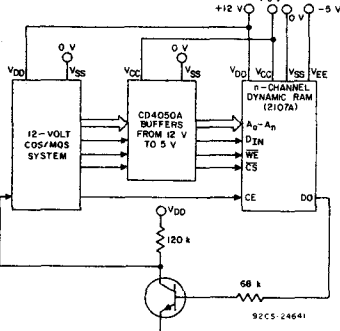 +12 V
0 V
-5 V
0 V
0 V
VDD
VSS
VCC
VSS
VDD
VCC
VSS
VEE
12-VOLT
COS/MOS
SYSTEM
CD4050A
BUFFERS
FROM 12 V
TO 5 V
n-CHANNEL
DYNAMIC RAM
(2107A)
A0-An
DIN
WE
CS
CE
DO
VDD
120 k
68 k
92CS-24641